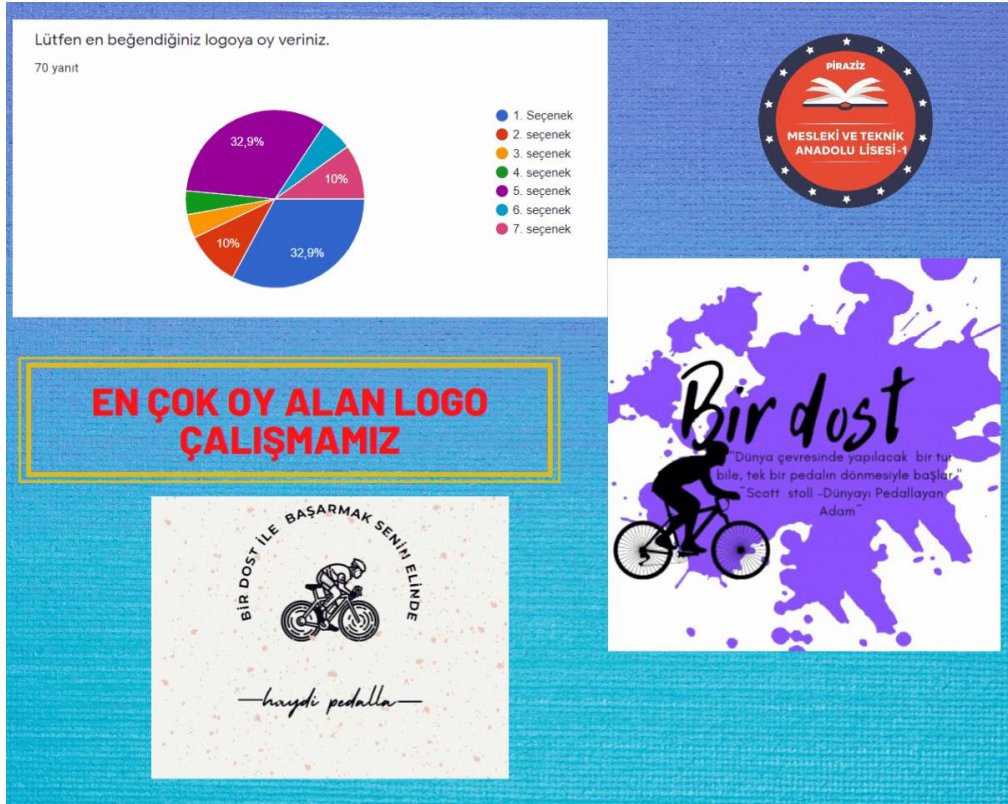 Lütfen en beğendiğiniz logoya oy veriniz.
70 yanıt
32,9%
10%
10%
32,9%
1. Seçenek
2. seçenek
3. seçenek
4. seçenek
5. seçenek
6. seçenek
7. seçenek
PİRAZİZ
MESLEKİ VE TEKNİK
ANADOLU LİSESİ-1
EN ÇOK OY ALAN LOGO
ÇALIŞMAMIZ
Bir dost
"Dünya çevresinde yapılacak bir tur
bile, tek bir pedalın dönmesiyle başlar."
~Scott stoll -Dünyayı Pedallayan
Adam~
BİR DOST İLE BAŞARMAK SENİN ELİNDE
haydi pedalla